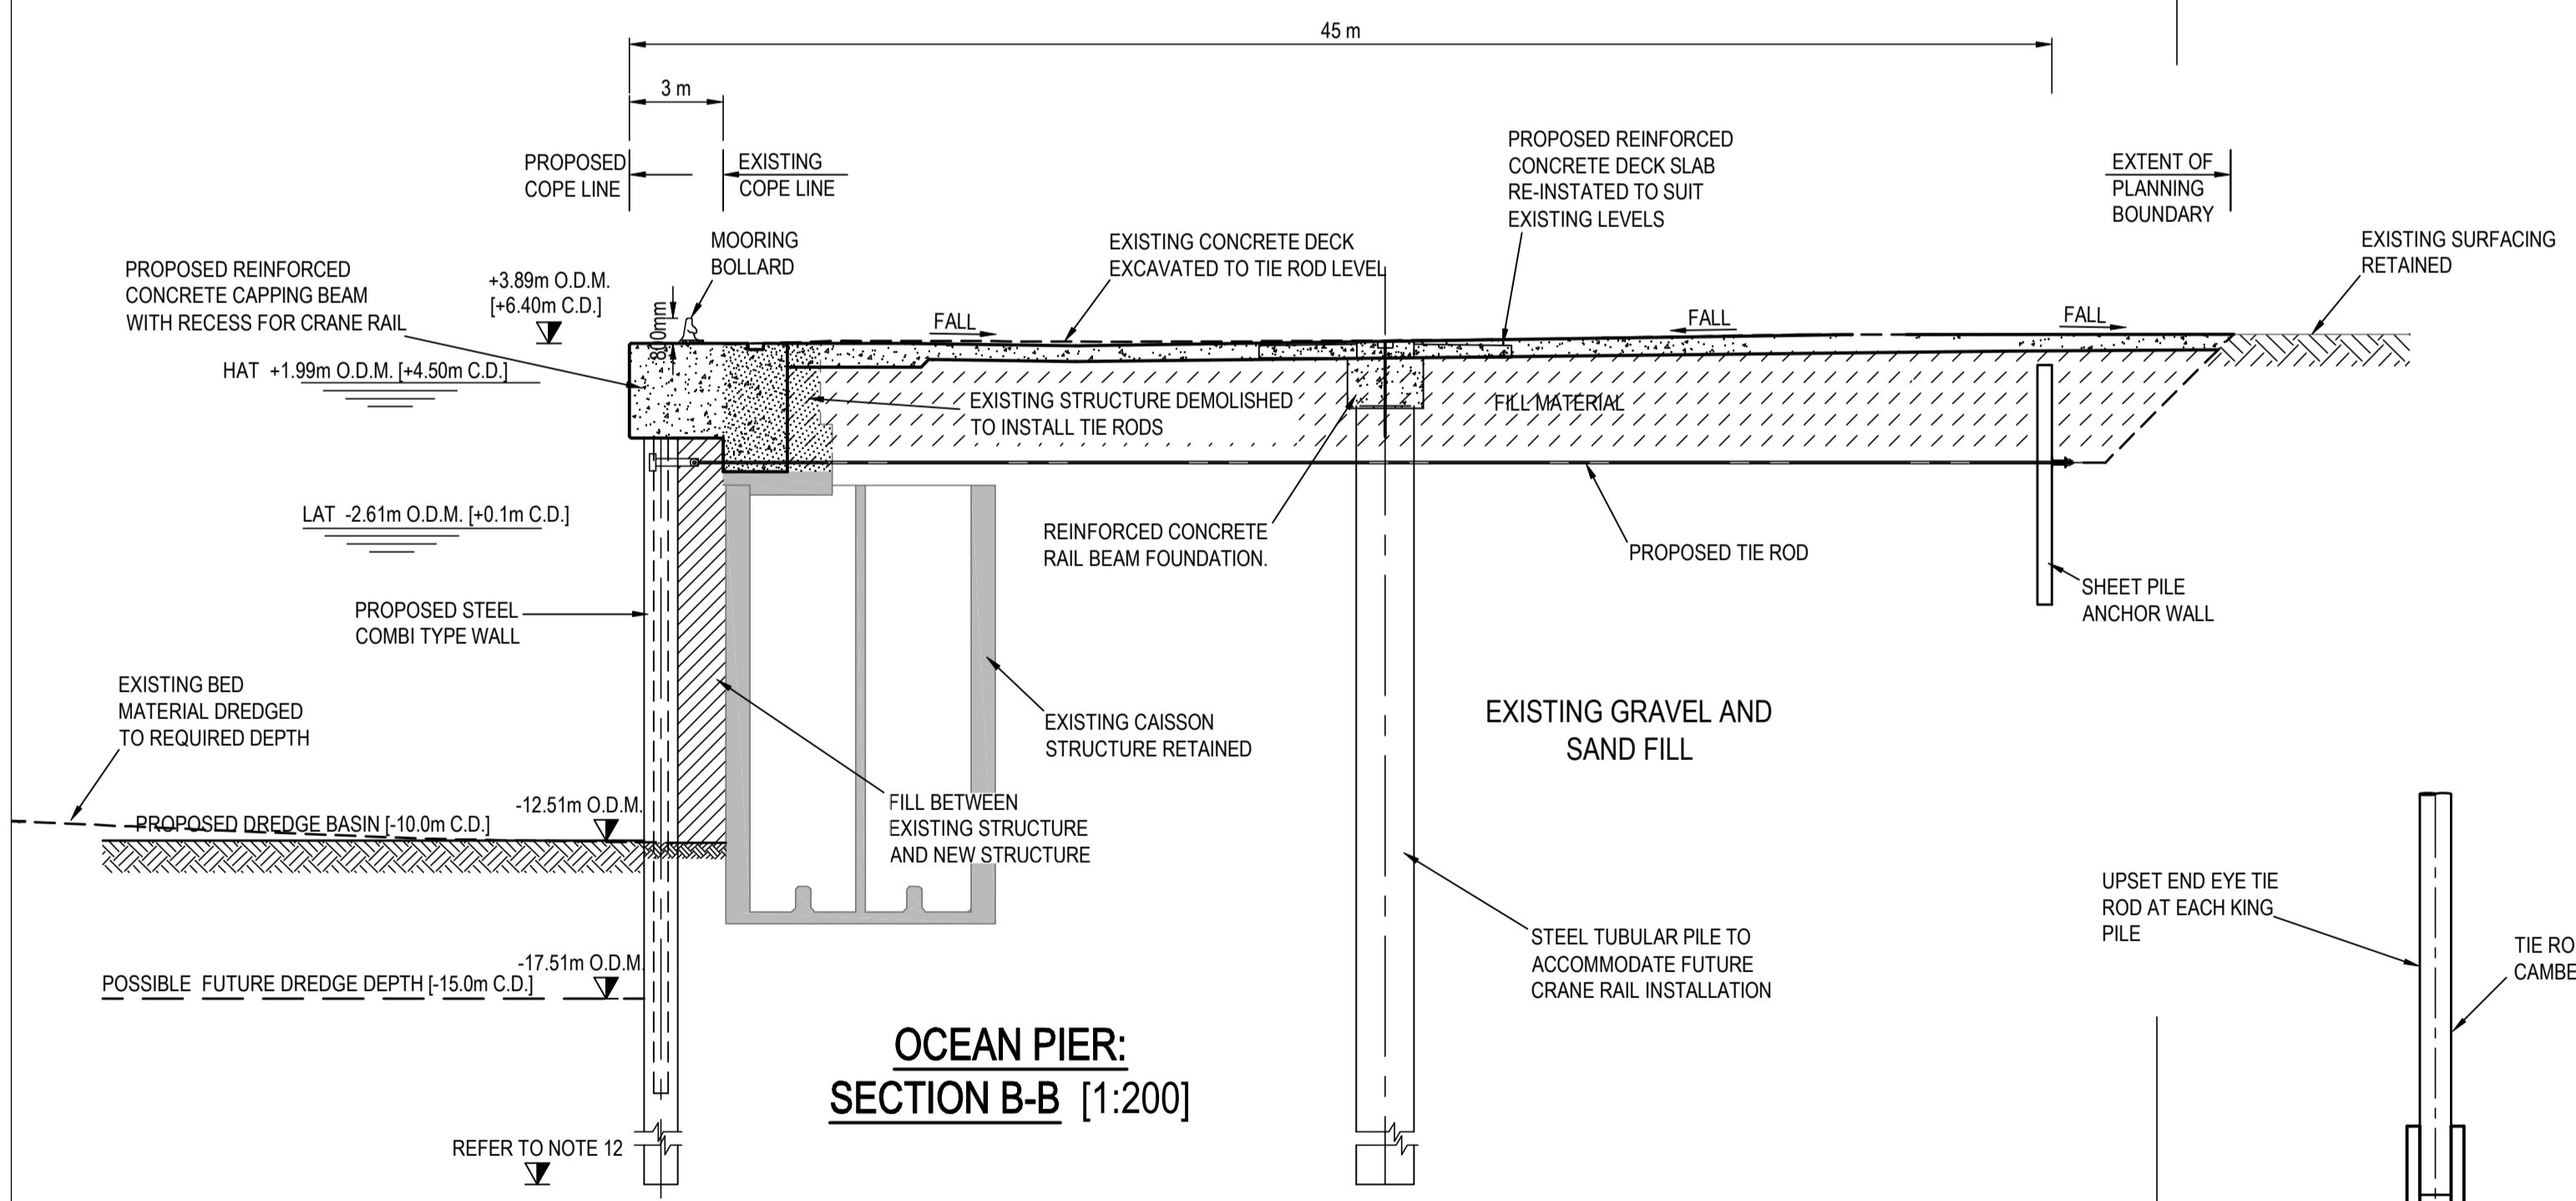 45 m
3 m
PROPOSED
COPE LINE
EXISTING
COPE LINE
PROPOSED REINFORCED
CONCRETE DECK SLAB
RE-INSTATED TO SUIT
EXISTING LEVELS
EXTENT OF
PLANNING
BOUNDARY
MOORING
BOLLARD
EXISTING CONCRETE DECK
EXCAVATED TO TIE ROD LEVEL
EXISTING SURFACING
RETAINED
PROPOSED REINFORCED
CONCRETE CAPPING BEAM
WITH RECESS FOR CRANE RAIL
+3.89m O.D.M.
[+6.40m C.D.]
800mm
FALL
FALL
FALL
HAT +1.99m O.D.M. [+4.50m C.D.]
EXISTING STRUCTURE DEMOLISHED
TO INSTALL TIE RODS
FILL MATERIAL
LAT -2.61m O.D.M. [+0.1m C.D.]
REINFORCED CONCRETE
RAIL BEAM FOUNDATION.
PROPOSED TIE ROD
SHEET PILE
ANCHOR WALL
PROPOSED STEEL
COMBI TYPE WALL
EXISTING BED
MATERIAL DREDGED
TO REQUIRED DEPTH
EXISTING CAISSON
STRUCTURE RETAINED
EXISTING GRAVEL AND
SAND FILL
-12.51m O.D.M.
PROPOSED DREDGE BASIN [-10.0m C.D.]
FILL BETWEEN
EXISTING STRUCTURE
AND NEW STRUCTURE
UPSET END EYE TIE
ROD AT EACH KING
PILE
STEEL TUBULAR PILE TO
ACCOMMODATE FUTURE
CRANE RAIL INSTALLATION
TIE RO
CAMBE
-17.51m O.D.M.
POSSIBLE FUTURE DREDGE DEPTH [-15.0m C.D.]
OCEAN PIER:
SECTION B-B [1:200]
REFER TO NOTE 12